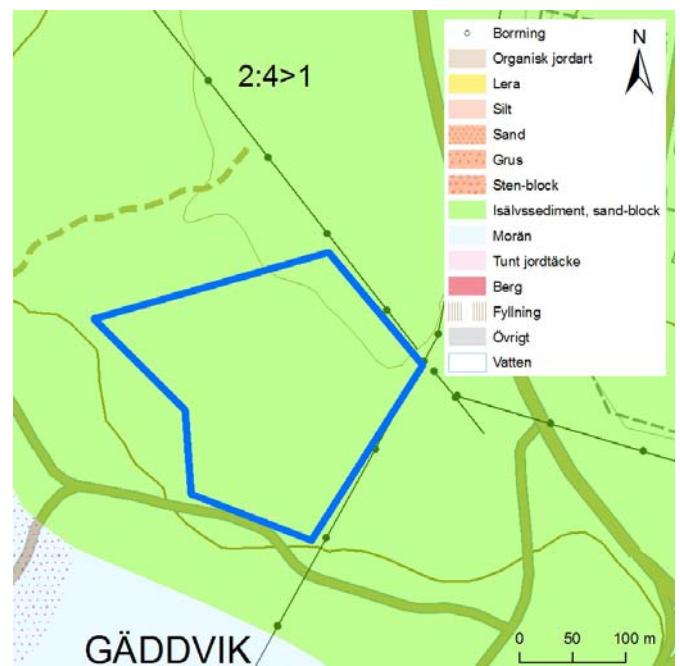 2:4>1
Borrning
Organisk jordart
Lera
Silt
Sand
Grus
Sten-block
Isälvssediment, sand-block
Morän
Tunt jordtäcke
Berg
Fyllning
Övrigt
Vatten
N
GÄDDVIK
0 50 100 m